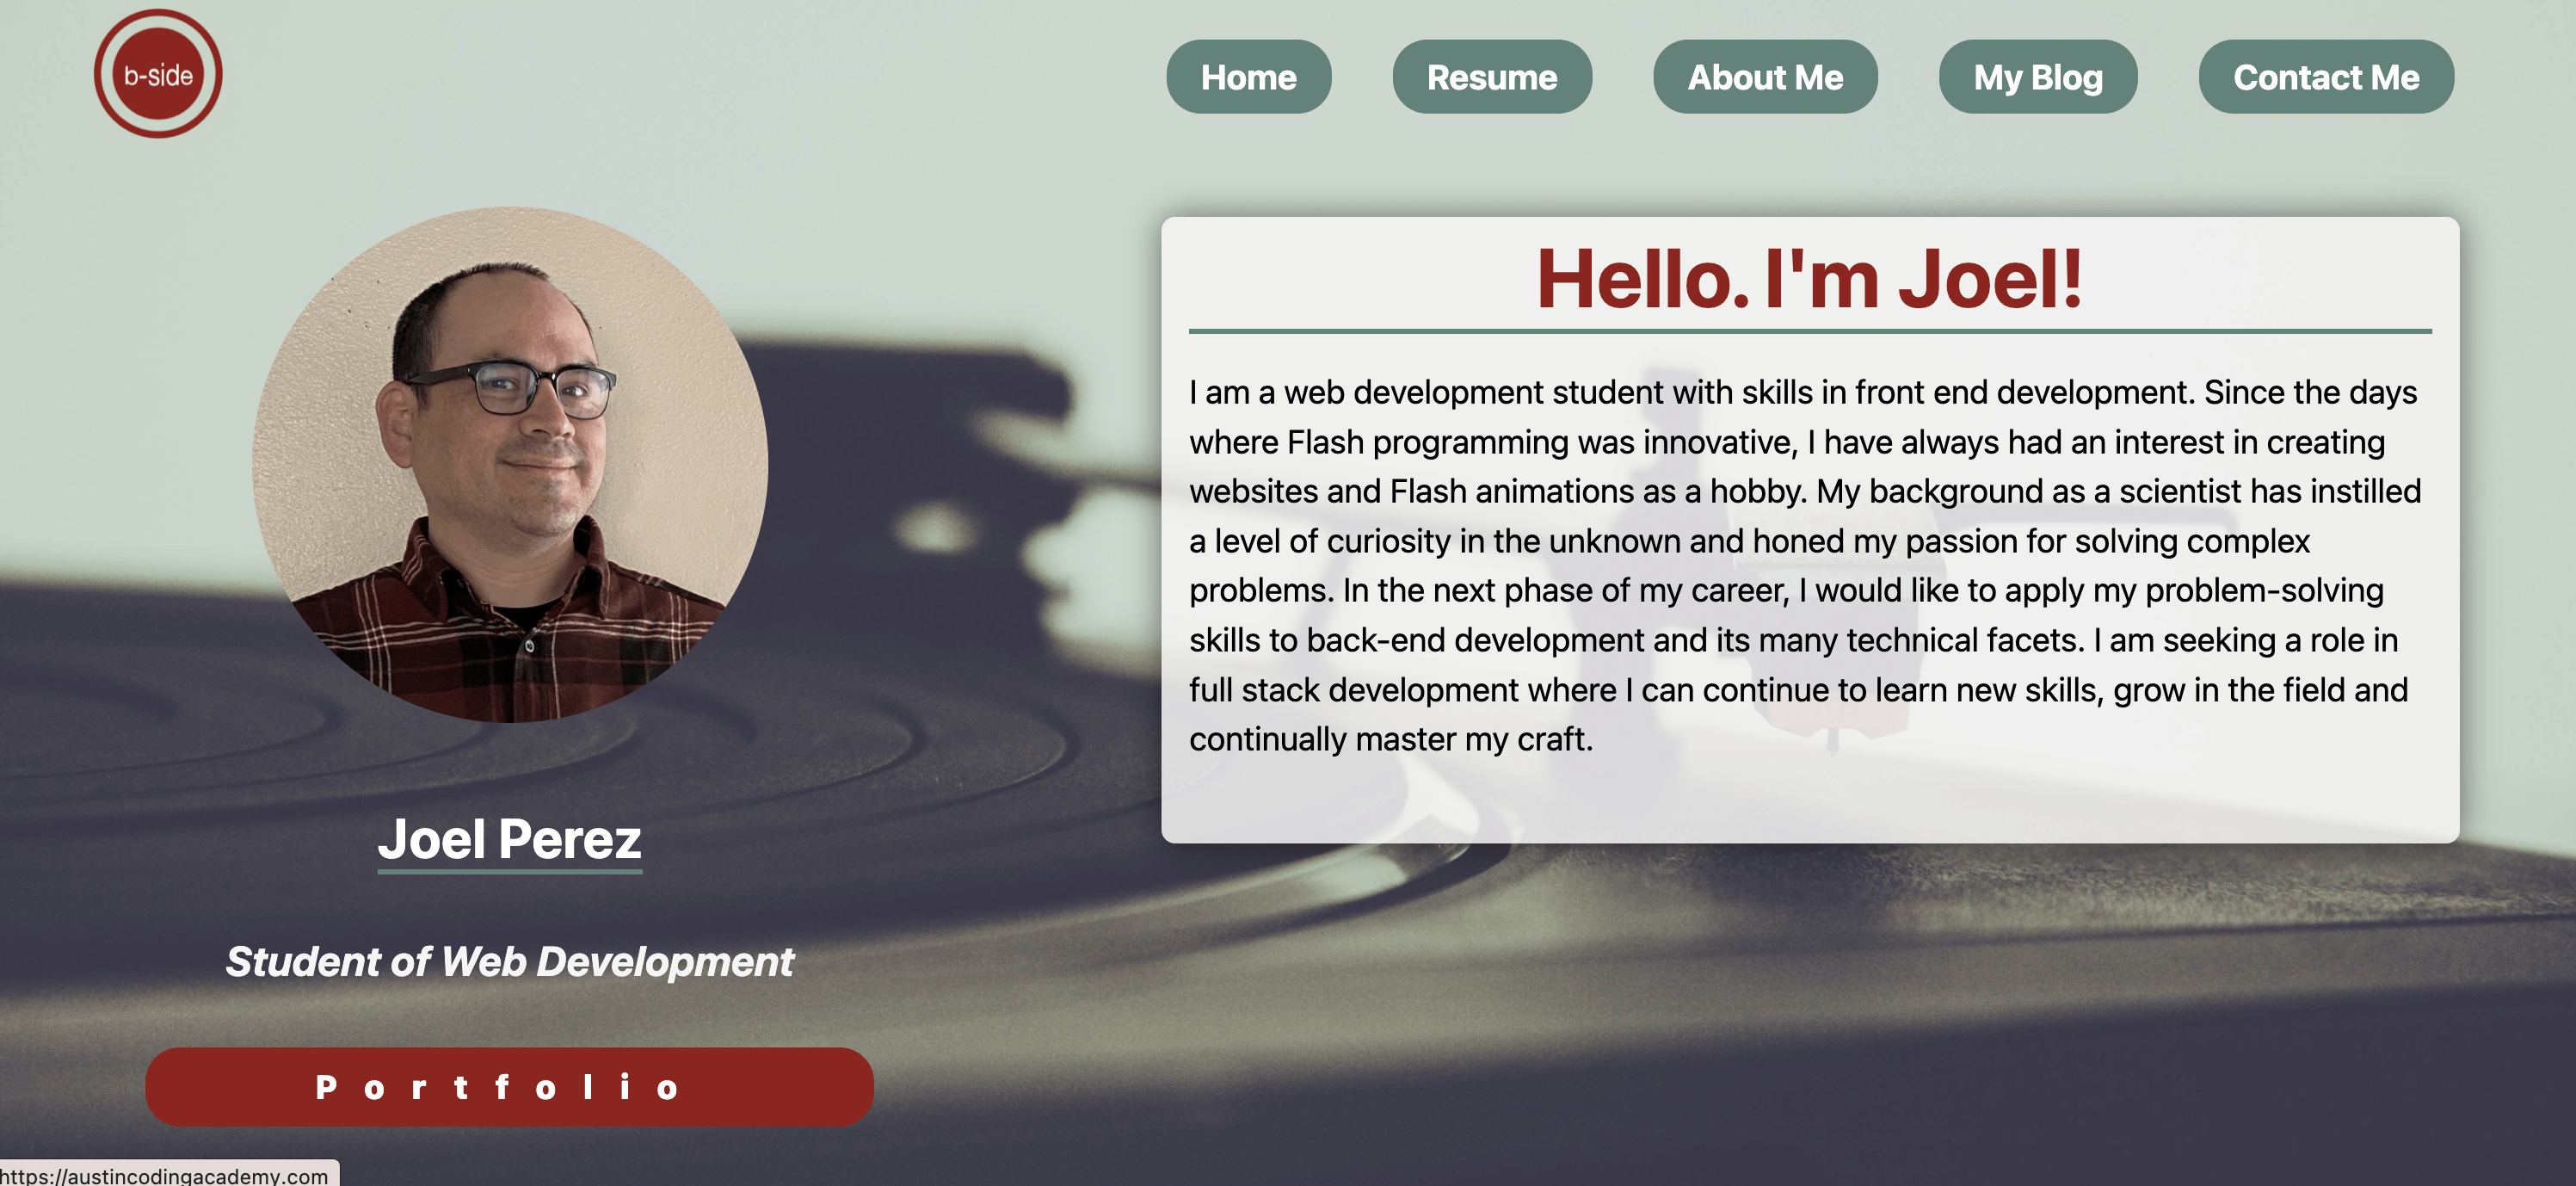 b-side
Home
Resume
About Me
My Blog
Contact Me
Hello. I'm Joel!
I am a web development student with skills in front end development. Since the days
where Flash programming was innovative, I have always had an interest in creating
websites and Flash animations as a hobby. My background as a scientist has instilled
a level of curiosity in the unknown and honed my passion for solving complex
problems. In the next phase of my career, I would like to apply my problem-solving
skills to back-end development and its many technical facets. I am seeking a role in
full stack development where I can continue to learn new skills, grow in the field and
continually master my craft.
Joel Perez
Student of Web Development
Portfolio
https://austincodingacademy.com